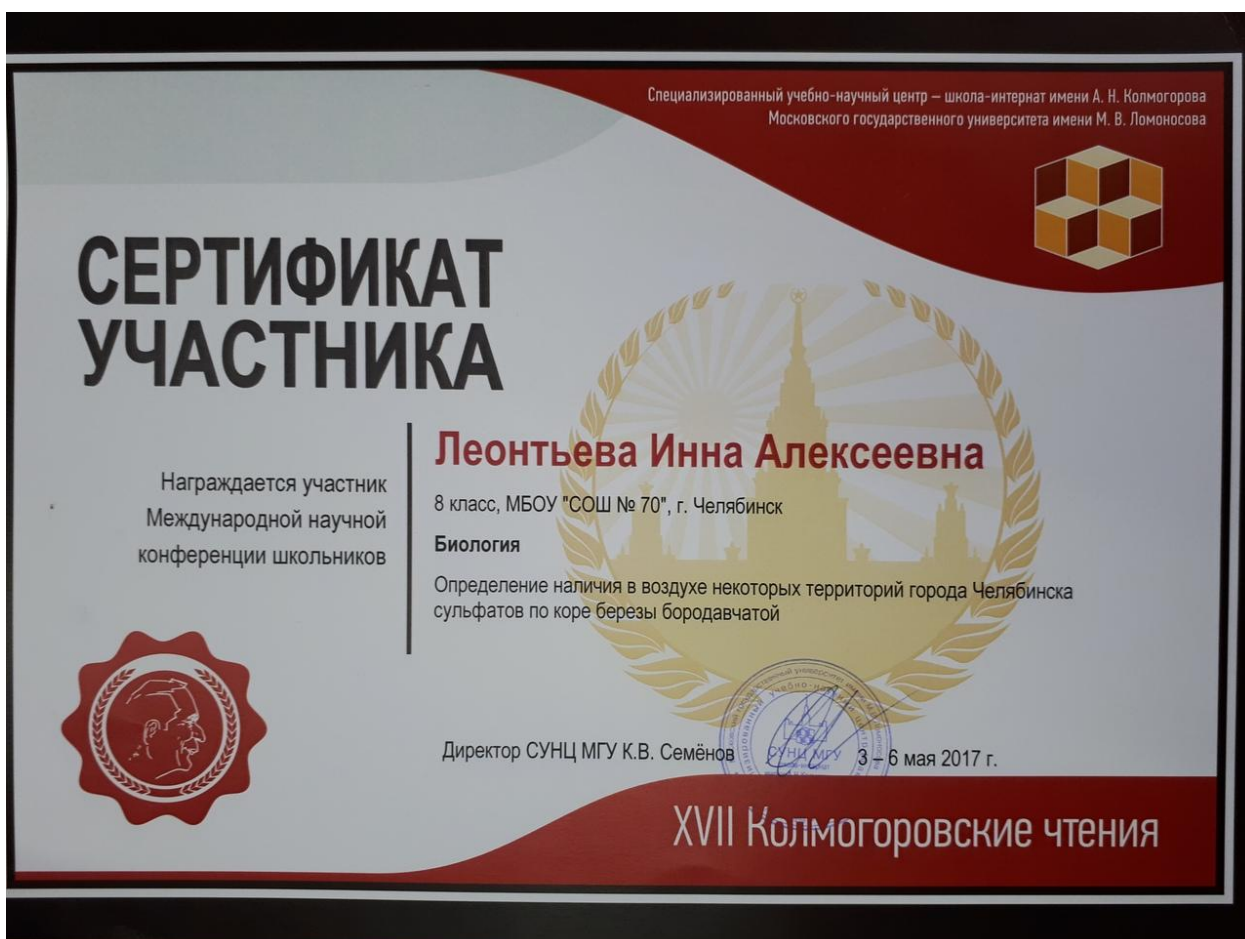 Специализированный учебно-научный центр – школа-интернат имени А. Н. Колмогорова
Московского государственного университета имени М. В. Ломоносова
СЕРТИФИКАТ
УЧАСТНИКА
Награждается участник
Международной научной
конференции школьников
Леонтьева Инна Алексеевна
8 класс, МБОУ "СОШ № 70", г. Челябинск
Биология
Определение наличия в воздухе некоторых территорий города Челябинска
сульфатов по коре березы бородавчатой
Директор СУНЦ МГУ К.В. Семёнов
СУНЦ МГУ
3 – 6 мая 2017 г.
XVII Колмогоровские чтения